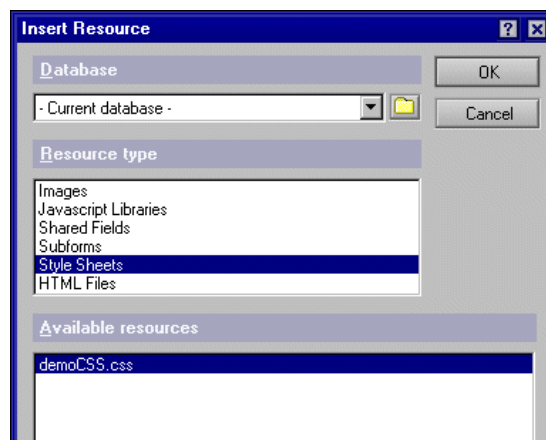 Insert Resource
Database
OK
- Current database -
Cancel
Resource type
Images
Javascript Libraries
Shared Fields
Subforms
Style Sheets
HTML Files
Available resources
demoCSS.css